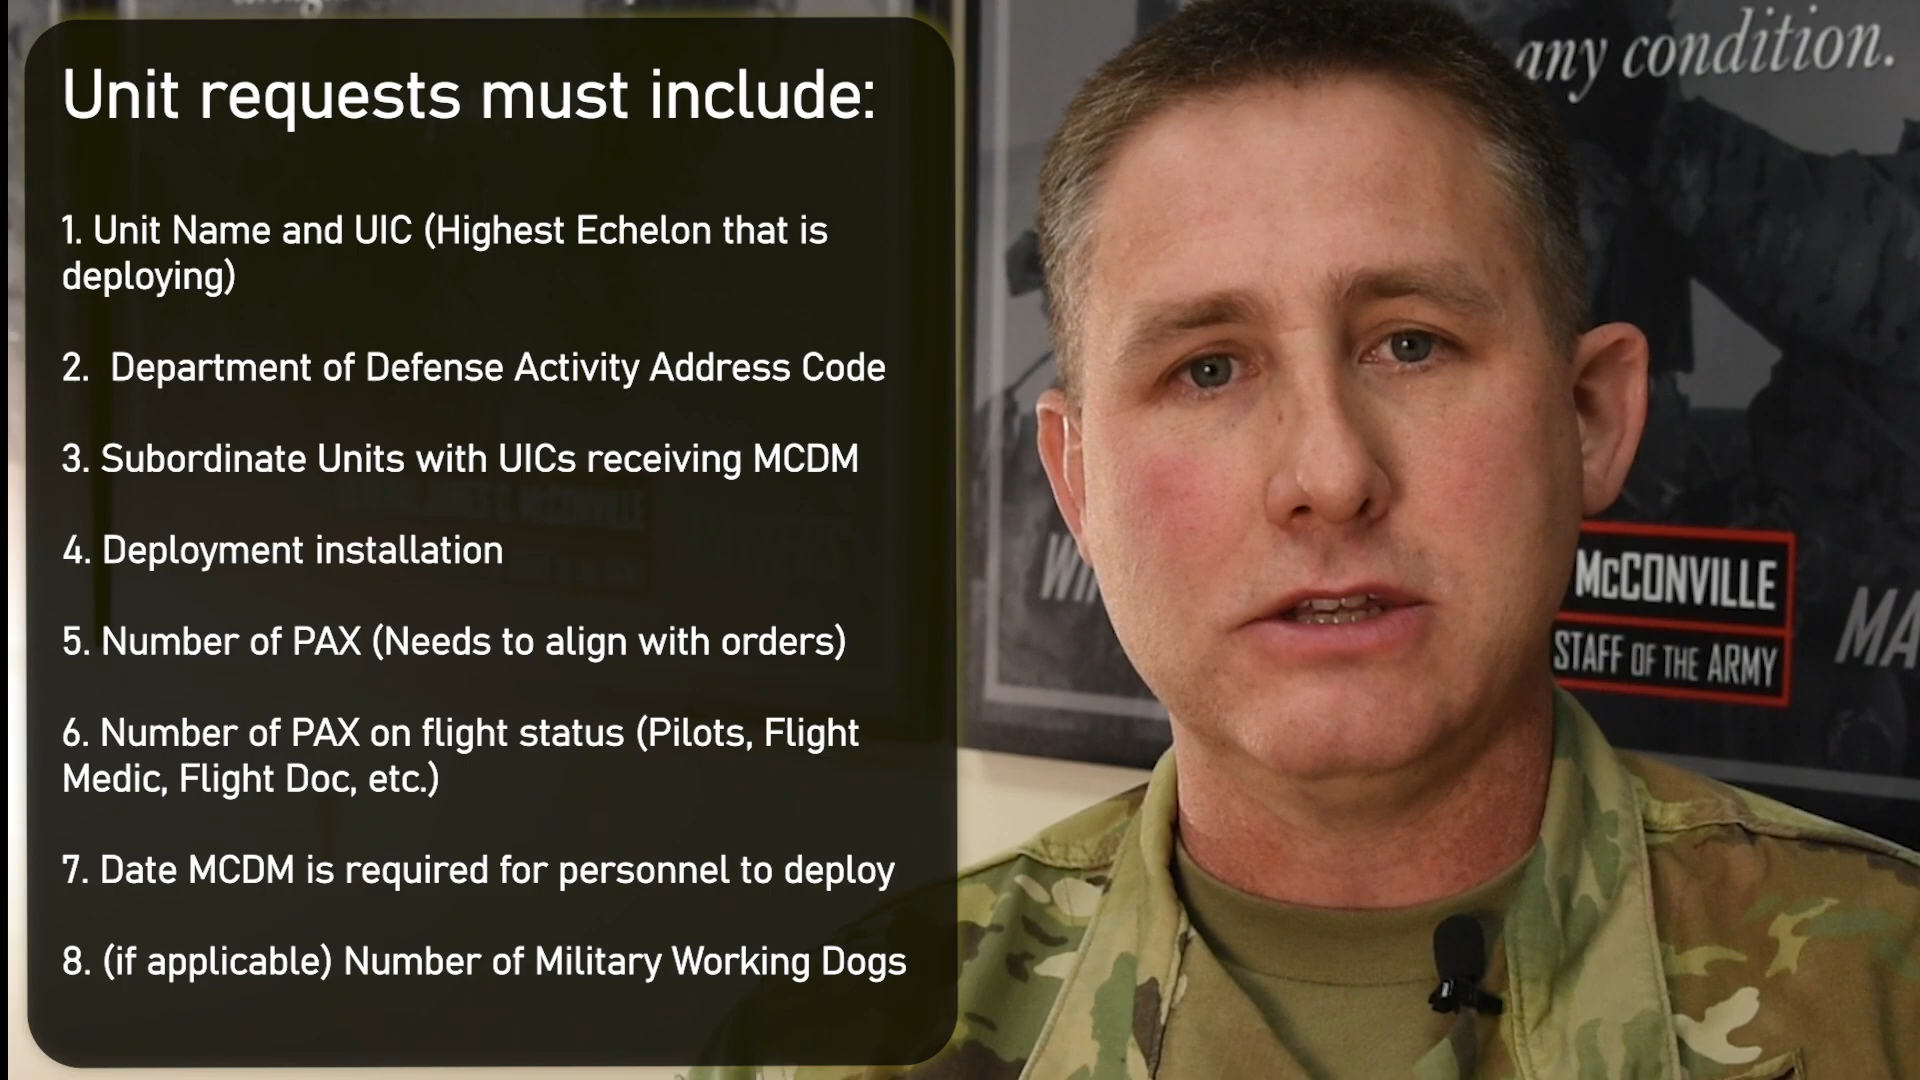 Unit requests must include:
1. Unit Name and UIC (Highest Echelon that is
deploying)
2. Department of Defense Activity Address Code
3. Subordinate Units with UICs receiving MCDM
4. Deployment installation
5. Number of PAX (Needs to align with orders)
6. Number of PAX on flight status (Pilots, Flight
Medic, Flight Doc, etc.)
7. Date MCDM is required for personnel to deploy
8. (if applicable) Number of Military Working Dogs
any condition.
McCONVILLE
STAFF OF THE ARMY